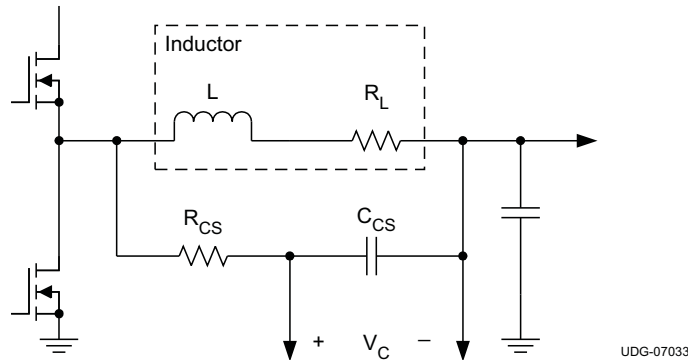 Inductor
L
R_L
R_CS
C_CS
+ V_C –
UDG-07033